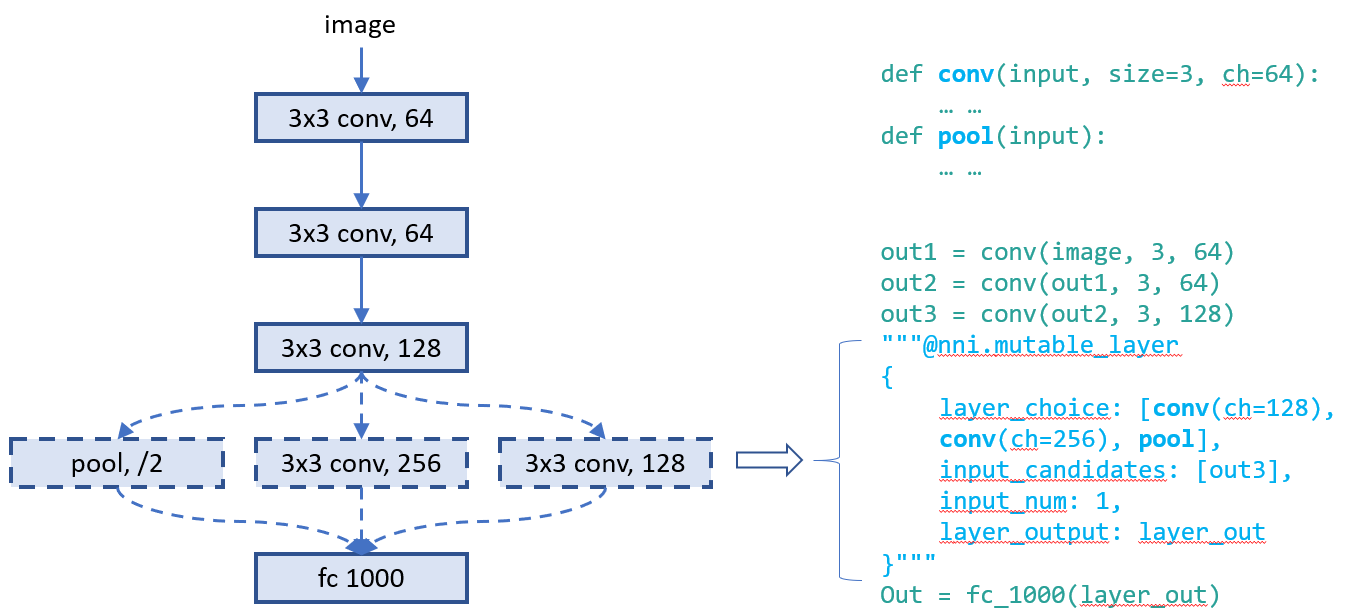 image
3x3 conv, 64
3x3 conv, 64
3x3 conv, 128
pool, /2
3x3 conv, 256
3x3 conv, 128
fc 1000
def conv(input, size=3, ch=64):
… …
def pool(input):
… …
out1 = conv(image, 3, 64)
out2 = conv(out1, 3, 64)
out3 = conv(out2, 3, 128)
"""@nni.mutable_layer
{
layer_choice: [conv(ch=128),
conv(ch=256), pool],
input_candidates: [out3],
input_num: 1,
layer_output: layer_out
}"""
Out = fc_1000(layer_out)